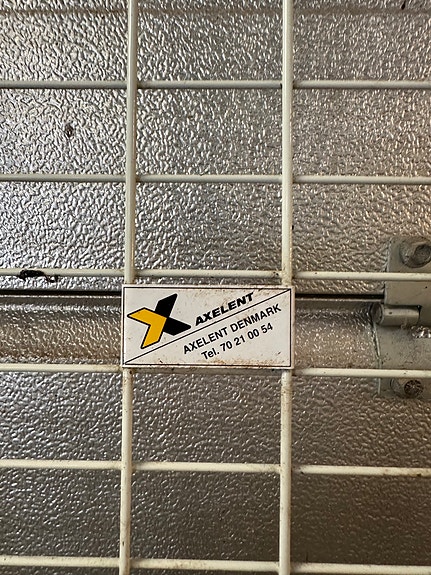 AXELENT
AXELENT DENMARK
Tel. 70 21 00 54